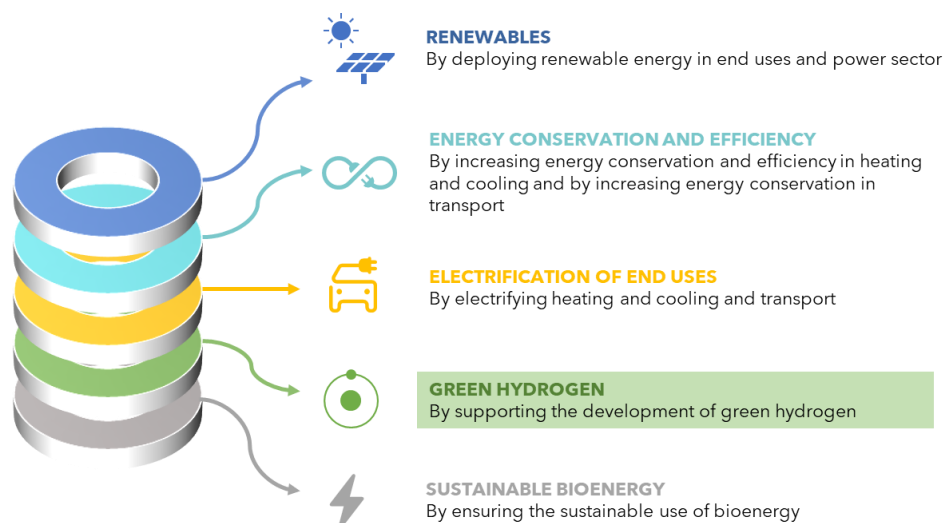 RENEWABLES
By deploying renewable energy in end uses and power sector
ENERGY CONSERVATION AND EFFICIENCY
By increasing energy conservation and efficiency in heating
and cooling and by increasing energy conservation in
transport
ELECTRIFICATION OF END USES
By electrifying heating and cooling and transport
GREEN HYDROGEN
By supporting the development of green hydrogen
SUSTAINABLE BIOENERGY
By ensuring the sustainable use of bioenergy